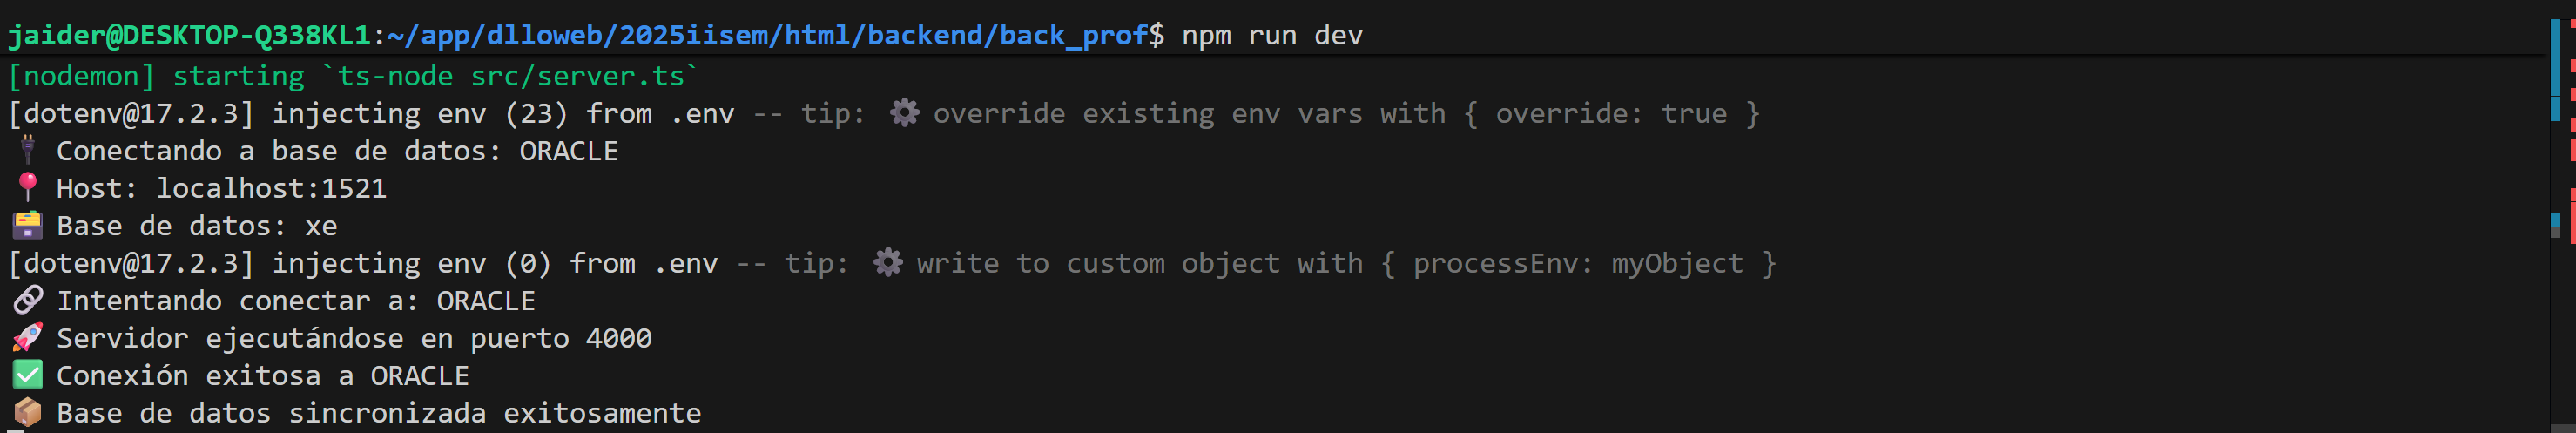 jaider@DESKTOP-Q338KL1:~/app/dlloweb/2025iisem/html/backend/back_prof$ npm run dev
[nodemon] starting `ts-node src/server.ts`
[dotenv@17.2.3] injecting env (23) from .env -- tip: ⚙️ override existing env vars with { override: true }
🔌 Conectando a base de datos: ORACLE
📍 Host: localhost:1521
🗃️ Base de datos: xe
[dotenv@17.2.3] injecting env (0) from .env -- tip: ⚙️ write to custom object with { processEnv: myObject }
🔗 Intentando conectar a: ORACLE
🚀 Servidor ejecutándose en puerto 4000
✅ Conexión exitosa a ORACLE
📦 Base de datos sincronizada exitosamente